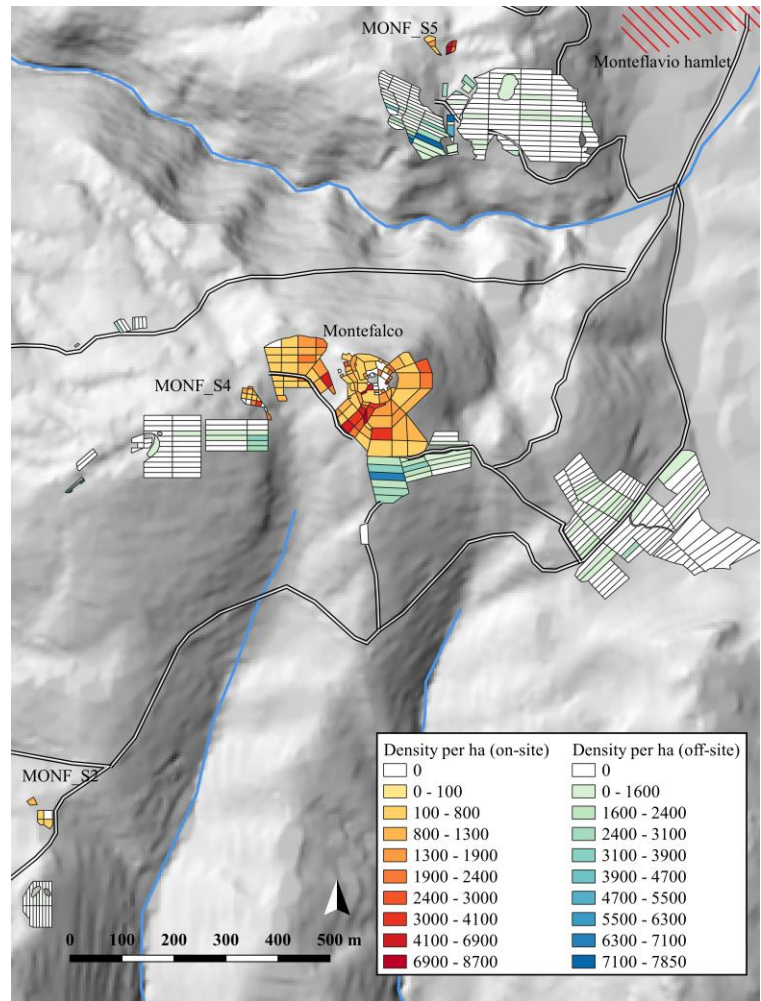 MONF_S5
Monteflavio hamlet
Montefalco
MONF_S4
MONF_S2
Density per ha (on-site)
0
0 - 100
100 - 800
800 - 1300
1300 - 1900
1900 - 2400
2400 - 3000
3000 - 4100
4100 - 6900
6900 - 8700
Density per ha (off-site)
0
0 - 1600
1600 - 2400
2400 - 3100
3100 - 3900
3900 - 4700
4700 - 5500
5500 - 6300
6300 - 7100
7100 - 7850
0 100 200 300 400 500 m